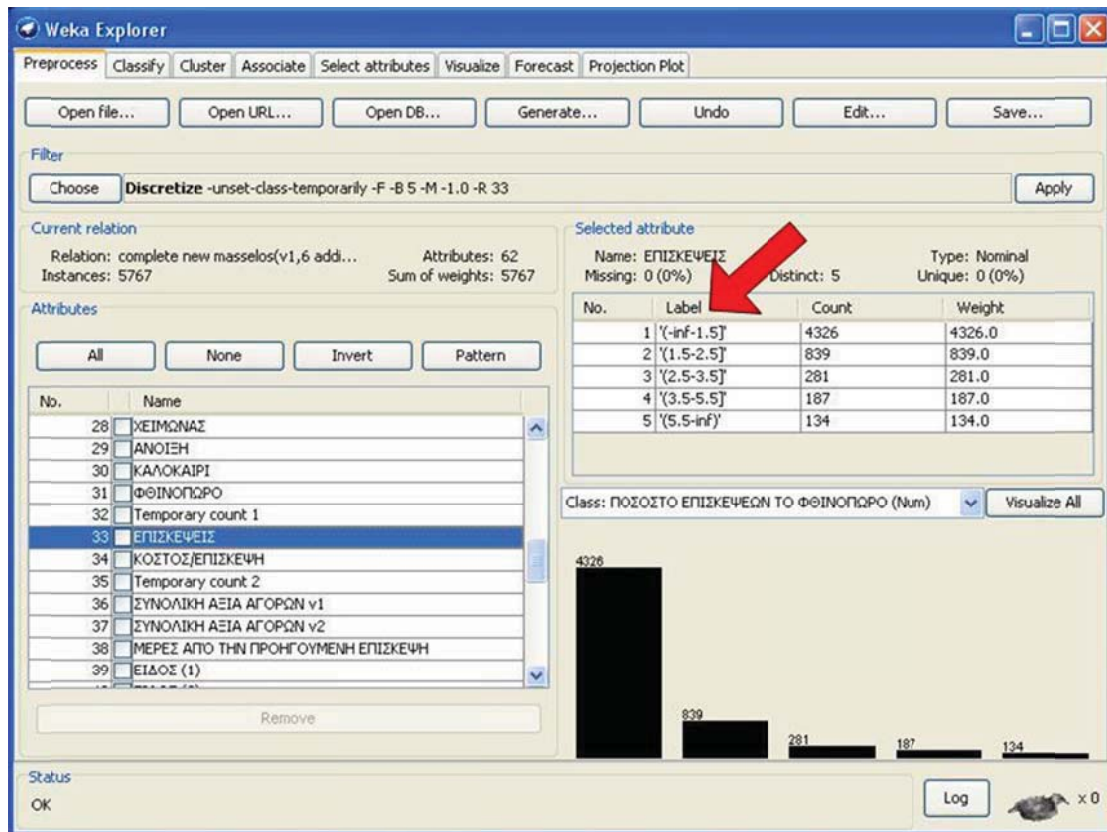 Weka Explorer
Preprocess Classify Cluster Associate Select attributes Visualize Forecast Projection Plot
Open file... Open URL... Open DB... Generate... Undo Edit... Save...
Filter
Choose Discretize -unset-class-temporarily -F -B 5 -M -1.0 -R 33 Apply
Current relation
Relation: complete new masselos(v1,6 addi... Attributes: 62
Instances: 5767 Sum of weights: 5767
Attributes
All None Invert Pattern
No. Name
28 ΧΕΙΜΩΝΑΣ
29 ΑΝΟΙΞΗ
30 ΚΑΛΟΚΑΙΡΙ
31 ΦΘΙΝΟΠΩΡΟ
32 Temporary count 1
33 ΕΠΙΣΚΕΨΕΙΣ
34 ΚΟΣΤΟΣ/ΕΠΙΣΚΕΨΗ
35 Temporary count 2
36 ΣΥΝΟΛΙΚΗ ΑΞΙΑ ΑΓΟΡΩΝ v1
37 ΣΥΝΟΛΙΚΗ ΑΞΙΑ ΑΓΟΡΩΝ v2
38 ΜΕΡΕΣ ΑΠΟ ΤΗΝ ΠΡΟΗΓΟΥΜΕΝΗ ΕΠΙΣΚΕΨΗ
39 ΕΙΔΟΣ (1)
Remove
Selected attribute
Name: ΕΠΙΣΚΕΨΕΙΣ Type: Nominal
Missing: 0 (0%) Distinct: 5 Unique: 0 (0%)
No. Label Count Weight
1 '(-inf-1.5]' 4326 4326.0
2 '(1.5-2.5]' 839 839.0
3 '(2.5-3.5]' 281 281.0
4 '(3.5-5.5]' 187 187.0
5 '(5.5-inf)' 134 134.0
Class: ΠΟΣΟΣΤΟ ΕΠΙΣΚΕΨΕΩΝ ΤΟ ΦΘΙΝΟΠΩΡΟ (Num) Visualize All
4326
839
281
187
134
Status
OK
Log x 0